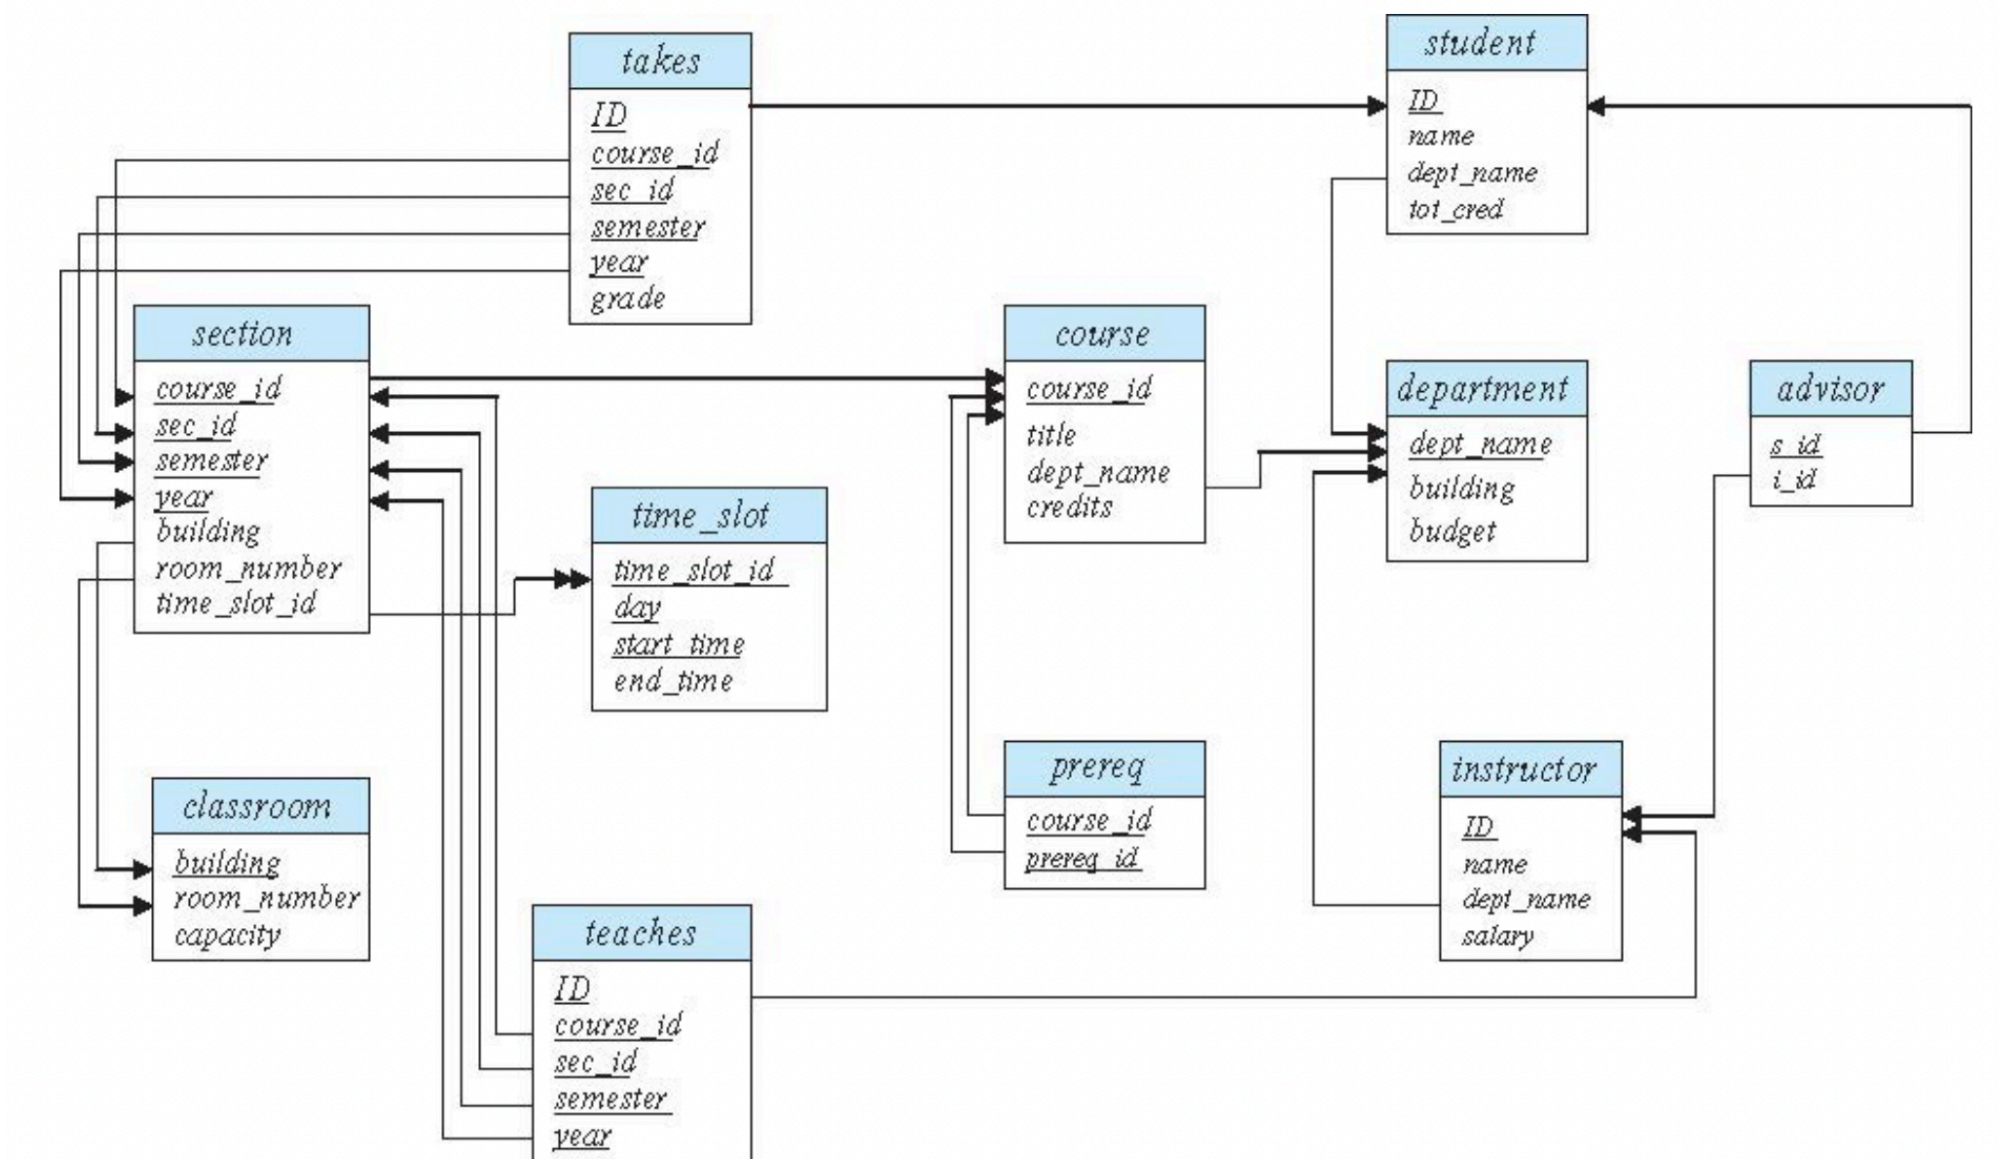 takes
ID
course_id
sec_id
semester
year
grade
student
ID
name
dept_name
tot_cred
section
course_id
sec_id
semester
year
building
room_number
time_slot_id
course
course_id
title
dept_name
credits
department
dept_name
building
budget
advisor
s_id
i_id
time_slot
time_slot_id
day
start_time
end_time
classroom
building
room_number
capacity
prereq
course_id
prereq_id
instructor
ID
name
dept_name
salary
teaches
ID
course_id
sec_id
semester
year